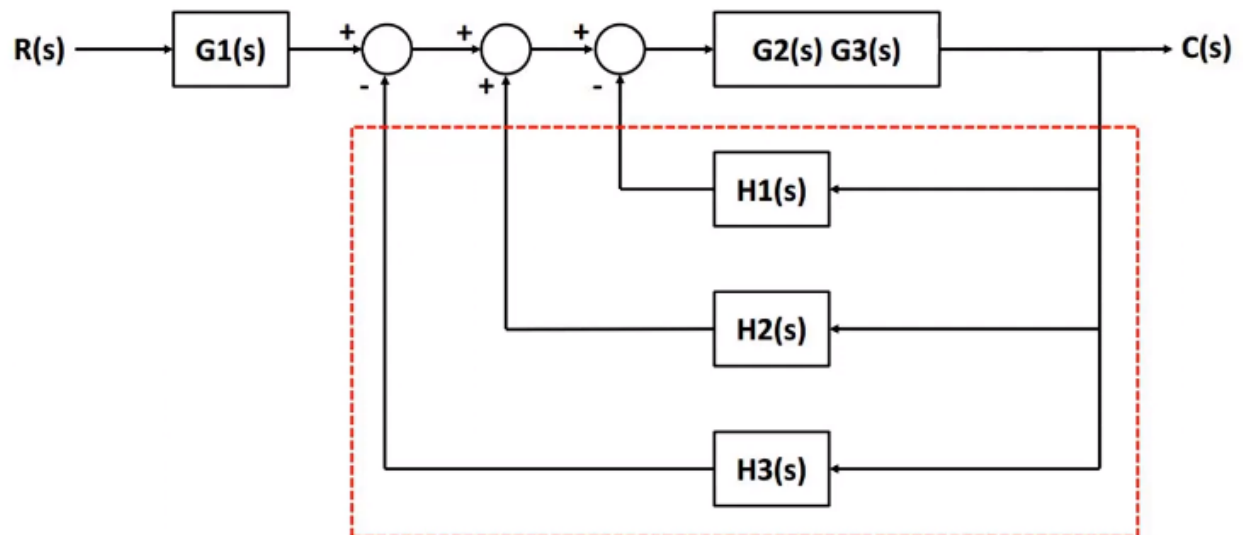 R(s) G1(s) + + + G2(s) G3(s) C(s)
- + -
H1(s)
H2(s)
H3(s)